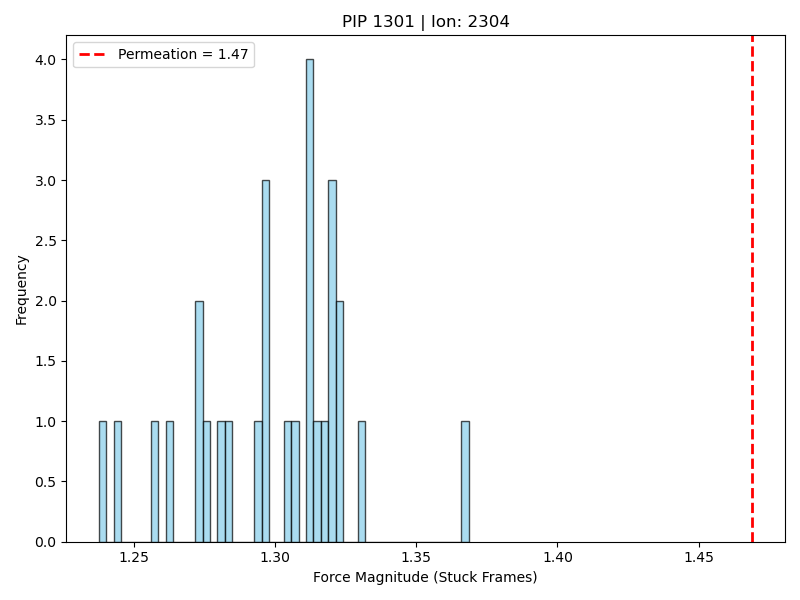 PIP 1301 | Ion: 2304
Permeation = 1.47
4.0
3.5
3.0
2.5
2.0
1.5
1.0
0.5
0.0
Frequency
1.25 1.30 1.35 1.40 1.45
Force Magnitude (Stuck Frames)